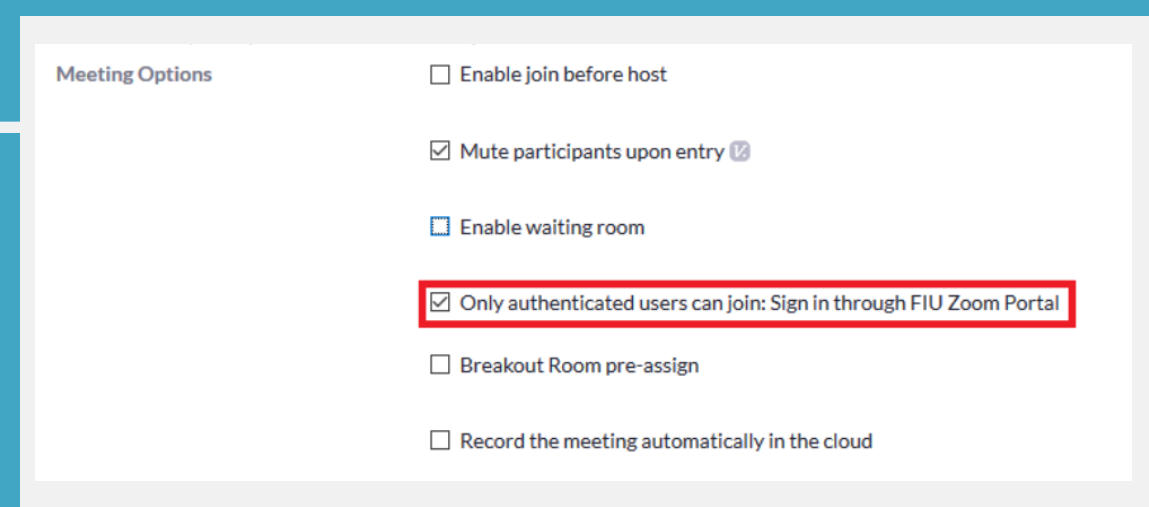 Meeting Options
Enable join before host
Mute participants upon entry
Enable waiting room
Only authenticated users can join: Sign in through FIU Zoom Portal
Breakout Room pre-assign
Record the meeting automatically in the cloud